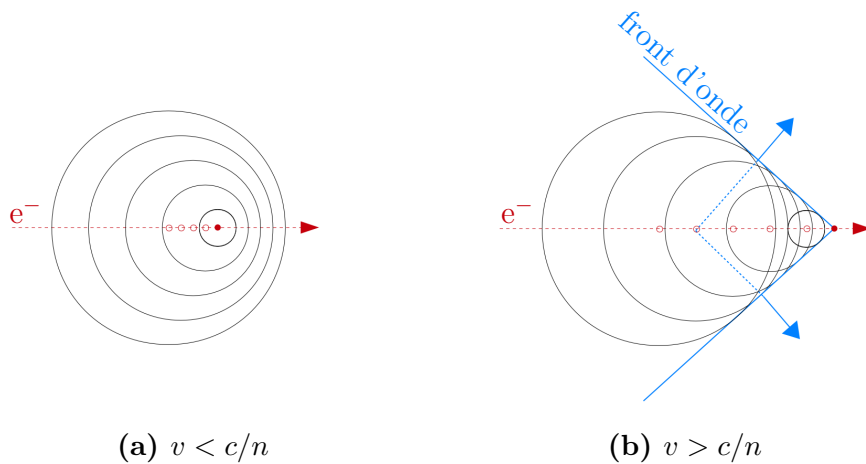 front d'onde
e⁻
e⁻
(a) v < c/n
(b) v > c/n